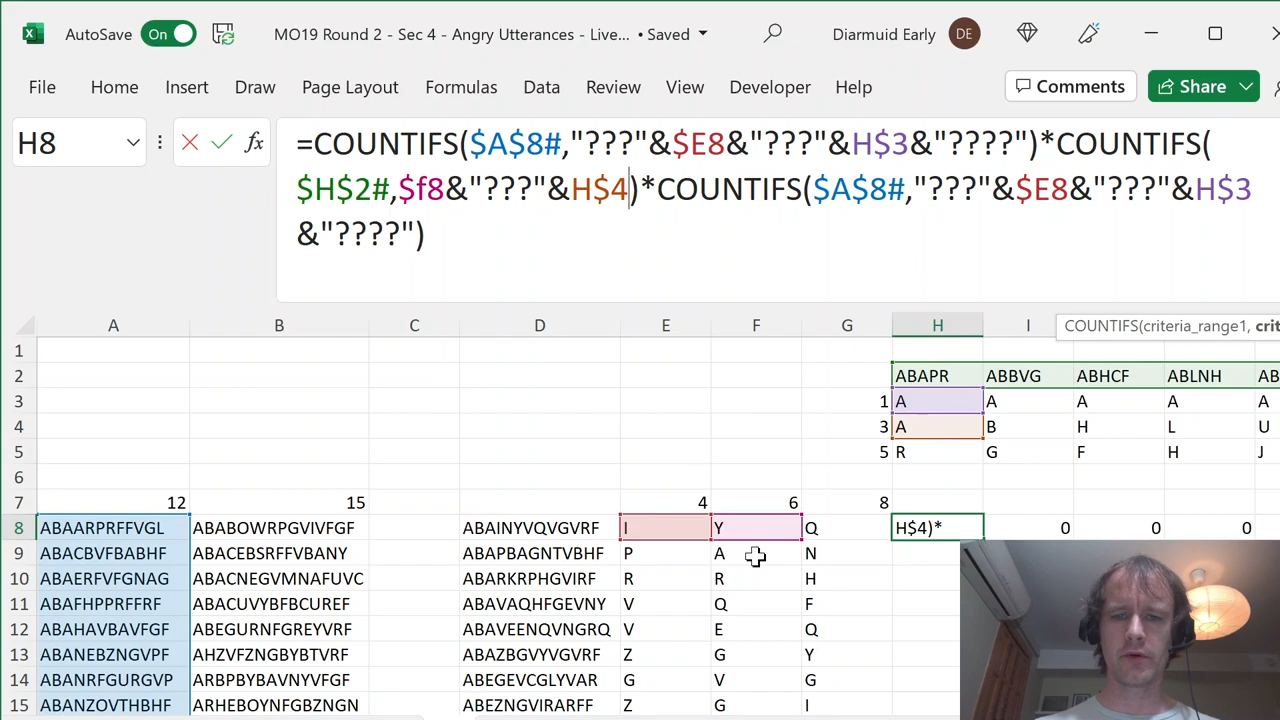 AutoSave On MO19 Round 2 - Sec 4 - Angry Utterances - Live... • Saved Diarmuid Early DE
File Home Insert Draw Page Layout Formulas Data Review View Developer Help Comments Share
H8 fx =COUNTIFS($A$8#,"???"&$E8&"???"&H$3&"????")*COUNTIFS(
$H$2#,$f8&"???"&H$4)*COUNTIFS($A$8#,"???"&$E8&"???"&H$3
&"????")
A B C D E F G H I
COUNTIFS(criteria_range1, crit
1
2 ABAPR ABBVG ABHCF ABLNH AB
3 1 A A A A A
4 3 A B H L U
5 5 R G F H J
6
7 12 15 4 6 8
8 ABAARPRFFVGL ABABOWRPGVIVFGF ABAINYVQVGVRF I Y Q H$4)* 0 0 0
9 ABACBVFBABHF ABACEBSRFFVBANY ABAPBAGNTVBHF P A N
10 ABAERFVFGNAG ABACNEGVMNAFUVC ABARKRPHGVIRF R R H
11 ABAFHPPRFFRF ABACUVYBFBCUREF ABAVAQHFGEVNY V Q F
12 ABAHAVBAVFGF ABEGURNFGREYVRF ABAVEENQVNGRQ V E Q
13 ABANEBZNGVPF AHZVFZNGBYBTVRF ABAZBGVYVGVRF Z G Y
14 ABANRFGURGVP ARBPBYBAVNYVFGF ABEGEVCGLYVAR G V G
15 ABANZOVTHBHF ARHEBOYNFGBZNGN ABEZNGVIRARFF Z G I